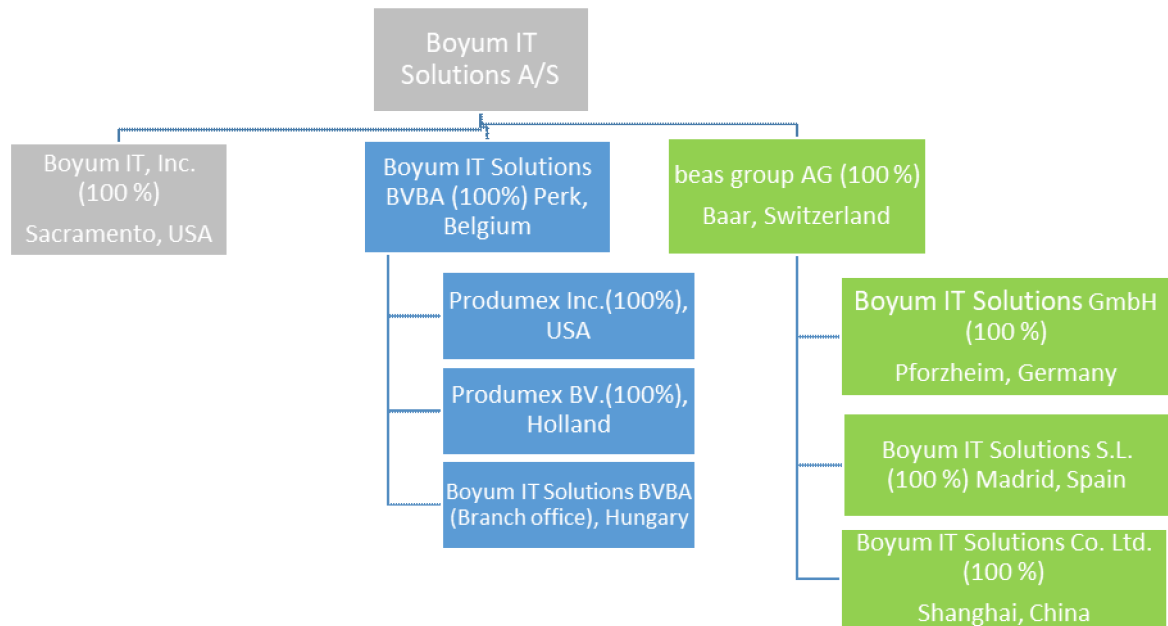 Boyum IT
Solutions A/S
Boyum IT, Inc.
(100 %)
Sacramento, USA
Boyum IT Solutions
BVBA (100%) Perk,
Belgium
beas group AG (100 %)
Baar, Switzerland
Produmex Inc.(100%),
USA
Produmex BV.(100%),
Holland
Boyum IT Solutions BVBA
(Branch office), Hungary
Boyum IT Solutions GmbH
(100 %)
Pforzheim, Germany
Boyum IT Solutions S.L.
(100 %) Madrid, Spain
Boyum IT Solutions Co. Ltd.
(100 %)
Shanghai, China